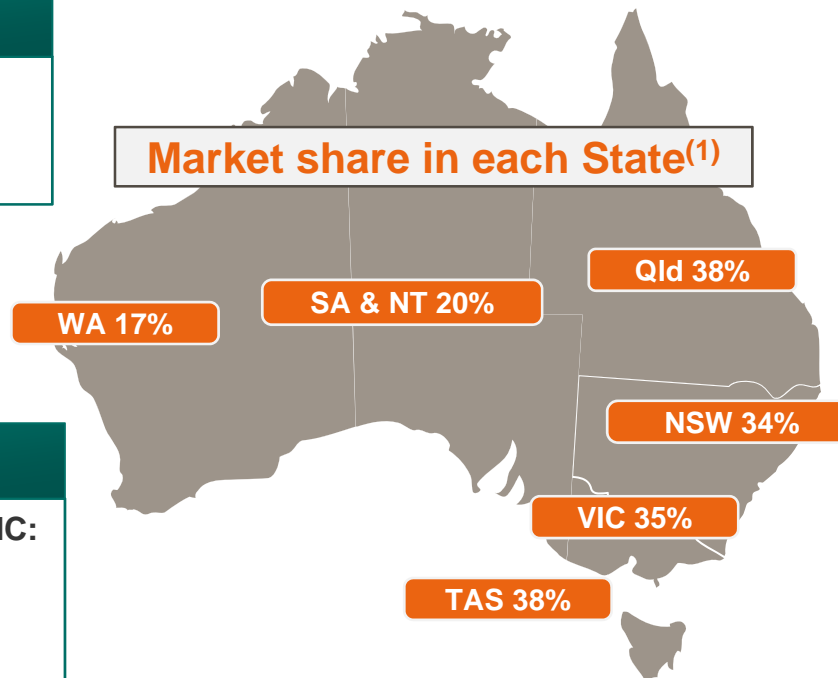 Market share in each State(1)
Qld 38%
SA & NT 20%
WA 17%
NSW 34%
VIC 35%
TAS 38%